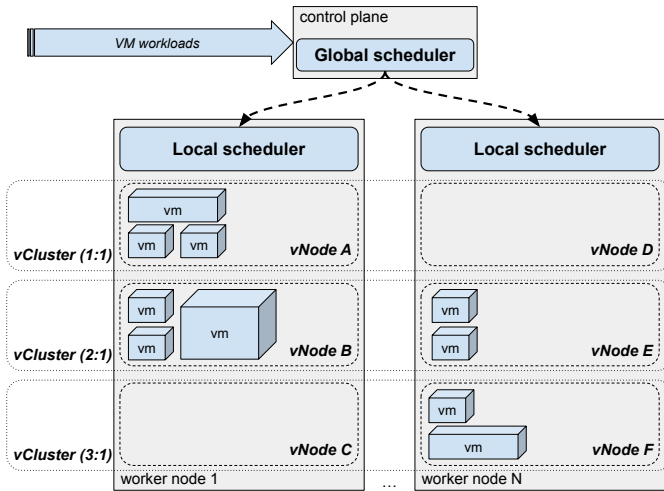 control plane
VM workloads
Global scheduler
Local scheduler
Local scheduler
vm
vm
vm
vCluster (1:1)
vNode A
vNode D
vm
vm
vm
vm
vm
vCluster (2:1)
vNode B
vNode E
vm
vm
vCluster (3:1)
vNode C
vNode F
worker node 1
...
worker node N